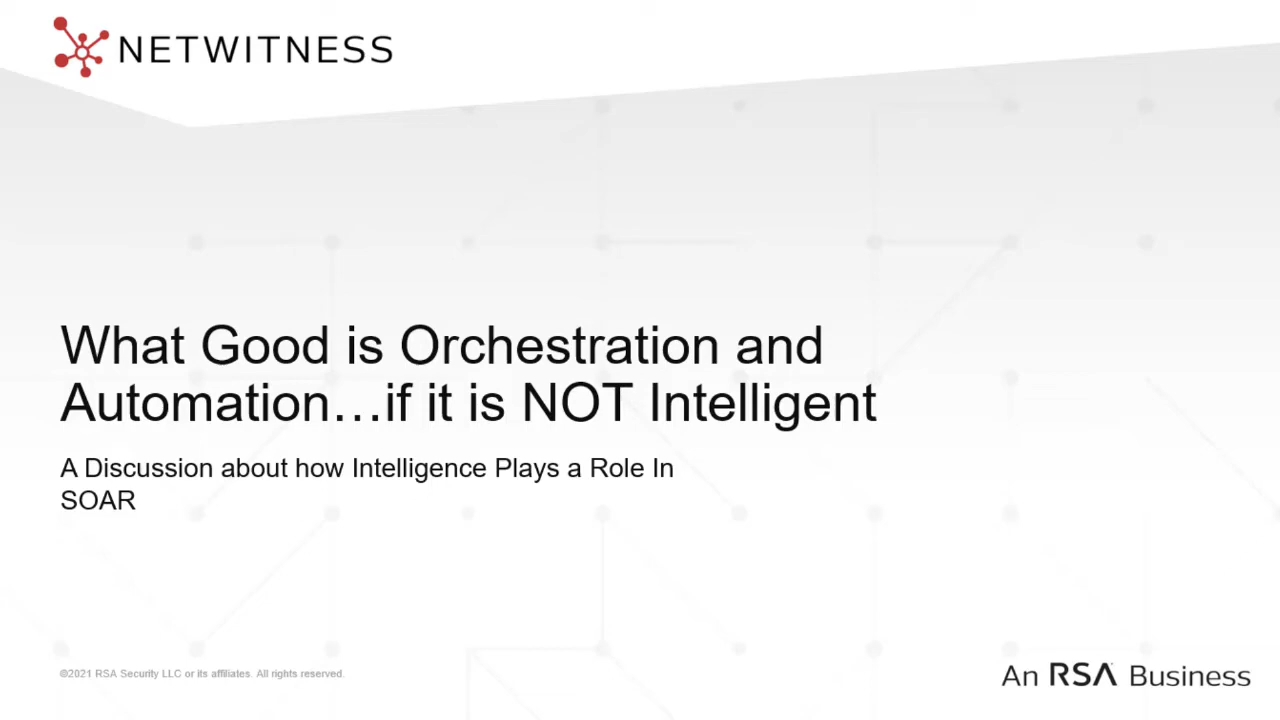 NETWITNESS
What Good is Orchestration and
Automation…if it is NOT Intelligent
A Discussion about how Intelligence Plays a Role In
SOAR
©2021 RSA Security LLC or its affiliates. All rights reserved.
An RSA Business